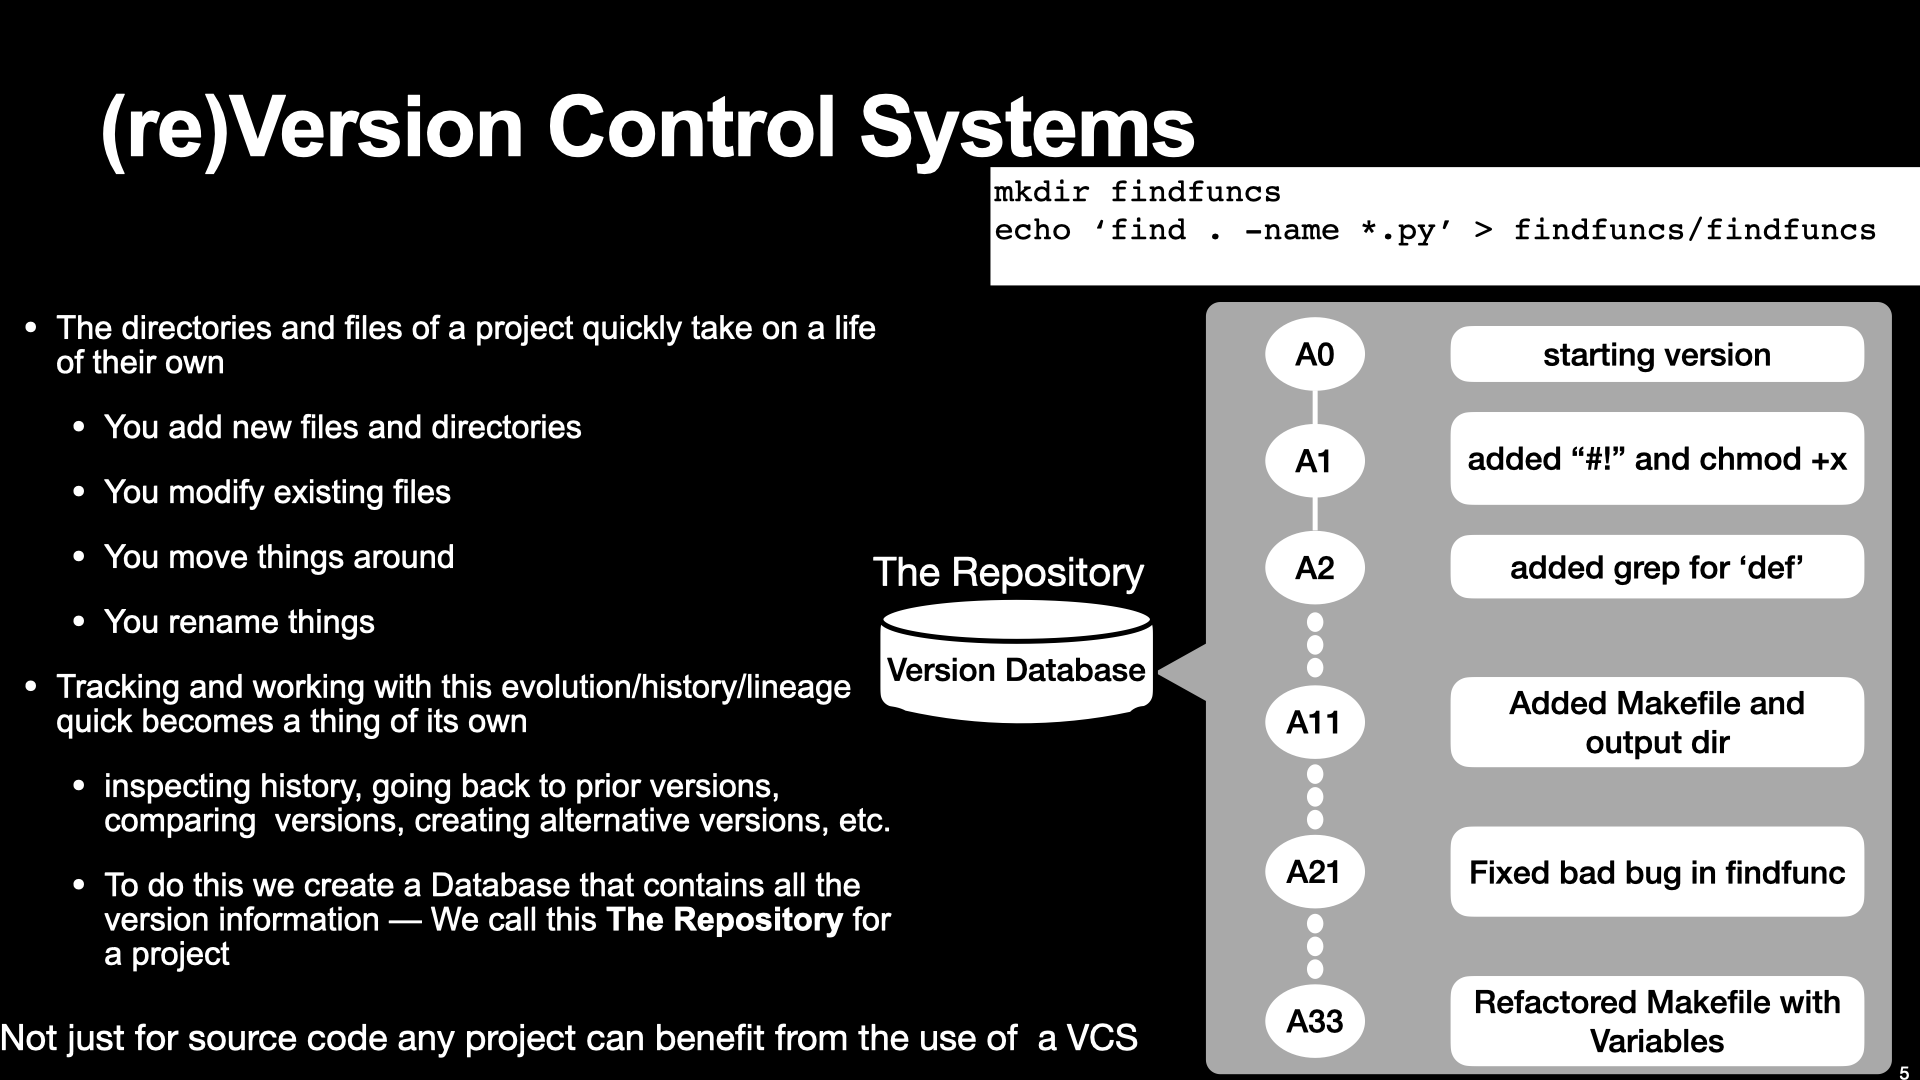 (re)Version Control Systems
mkdir findfuncs
echo ‘find . -name *.py’ > findfuncs/findfuncs
• The directories and files of a project quickly take on a life
of their own
• You add new files and directories
• You modify existing files
• You move things around
• You rename things
• Tracking and working with this evolution/history/lineage
quick becomes a thing of its own
• inspecting history, going back to prior versions,
comparing  versions, creating alternative versions, etc.
• To do this we create a Database that contains all the
version information — We call this The Repository for
a project
Not just for source code any project can benefit from the use of  a VCS
The Repository
Version Database
A0
starting version
A1
added “#!” and chmod +x
A2
added grep for ‘def’
A11
Added Makefile and
output dir
A21
Fixed bad bug in findfunc
A33
Refactored Makefile with
Variables
5